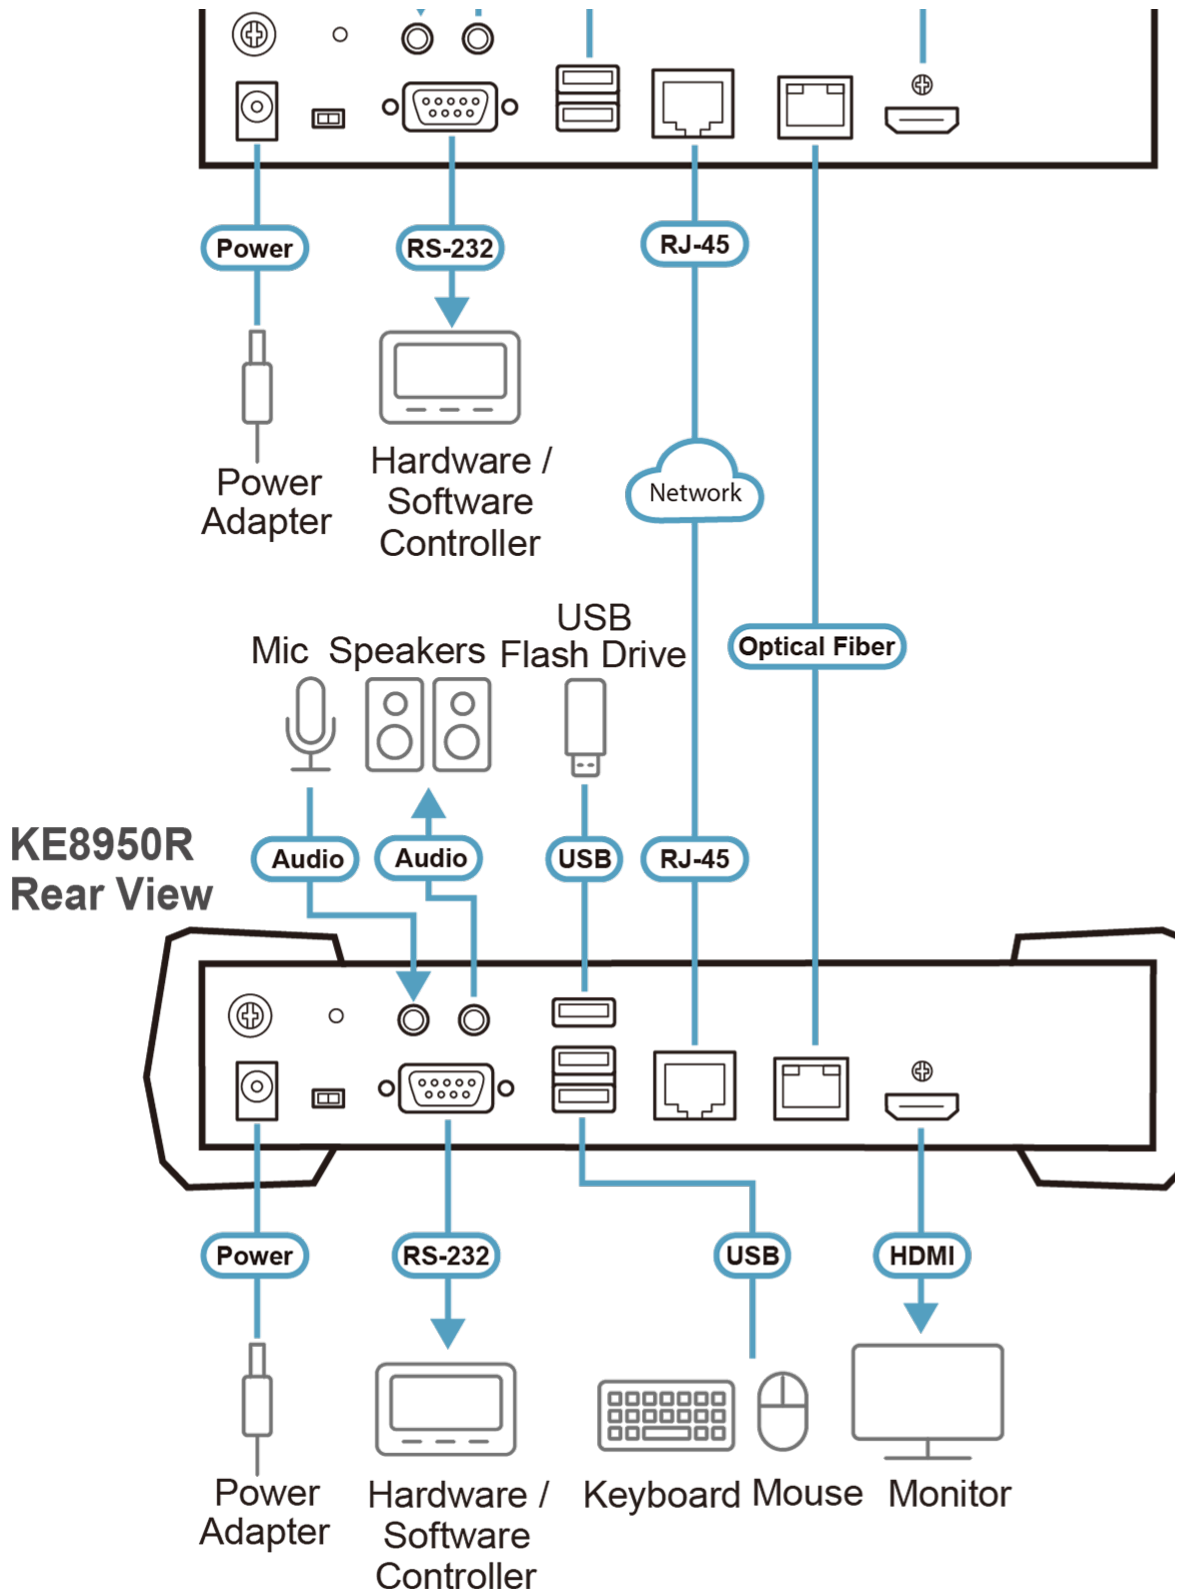 Power
RS-232
RJ-45
Power
Adapter
Hardware /
Software
Controller
Network
Optical Fiber
Mic
Speakers
USB
Flash Drive
KE8950R
Rear View
Audio
Audio
USB
RJ-45
Power
RS-232
USB
HDMI
Power
Adapter
Hardware /
Software
Controller
Keyboard
Mouse
Monitor